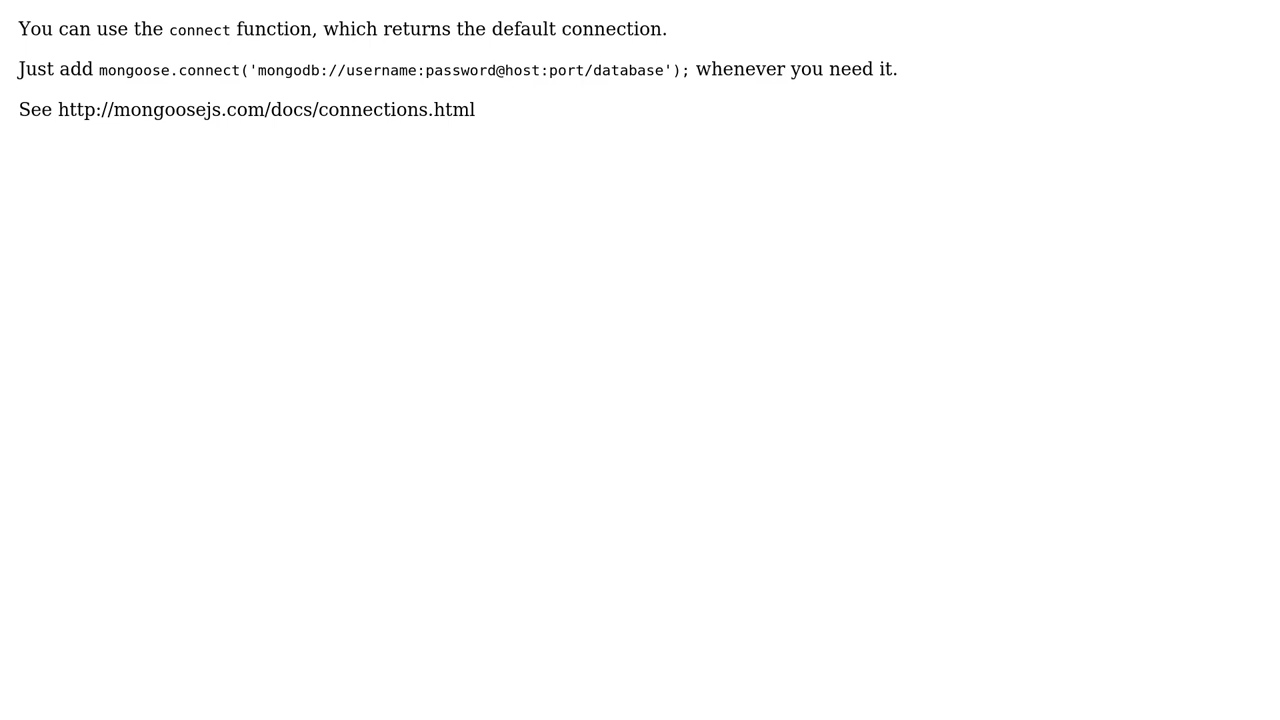 You can use the connect function, which returns the default connection.
Just add mongoose.connect('mongodb://username:password@host:port/database'); whenever you need it.
See http://mongoosejs.com/docs/connections.html